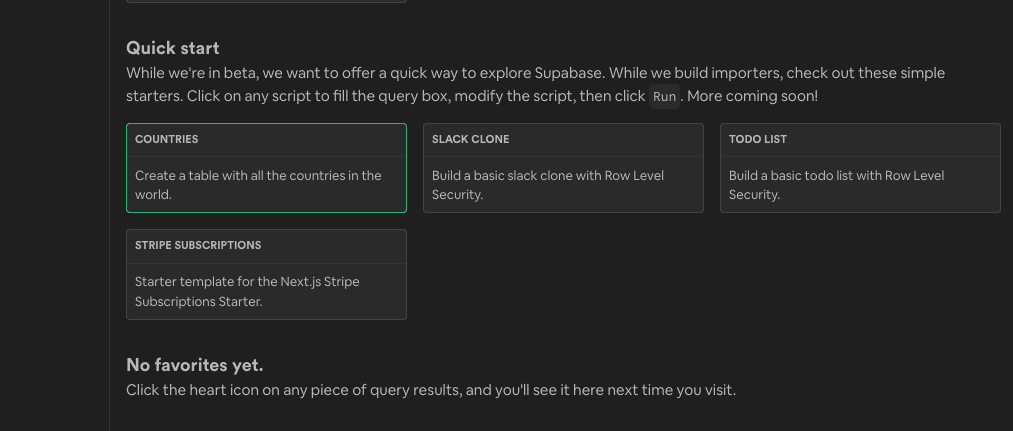 Quick start
While we're in beta, we want to offer a quick way to explore Supabase. While we build importers, check out these simple
starters. Click on any script to fill the query box, modify the script, then click Run. More coming soon!
COUNTRIES
Create a table with all the countries in the
world.
SLACK CLONE
Build a basic slack clone with Row Level
Security.
TODO LIST
Build a basic todo list with Row Level
Security.
STRIPE SUBSCRIPTIONS
Starter template for the Next.js Stripe
Subscriptions Starter.
No favorites yet.
Click the heart icon on any piece of query results, and you'll see it here next time you visit.